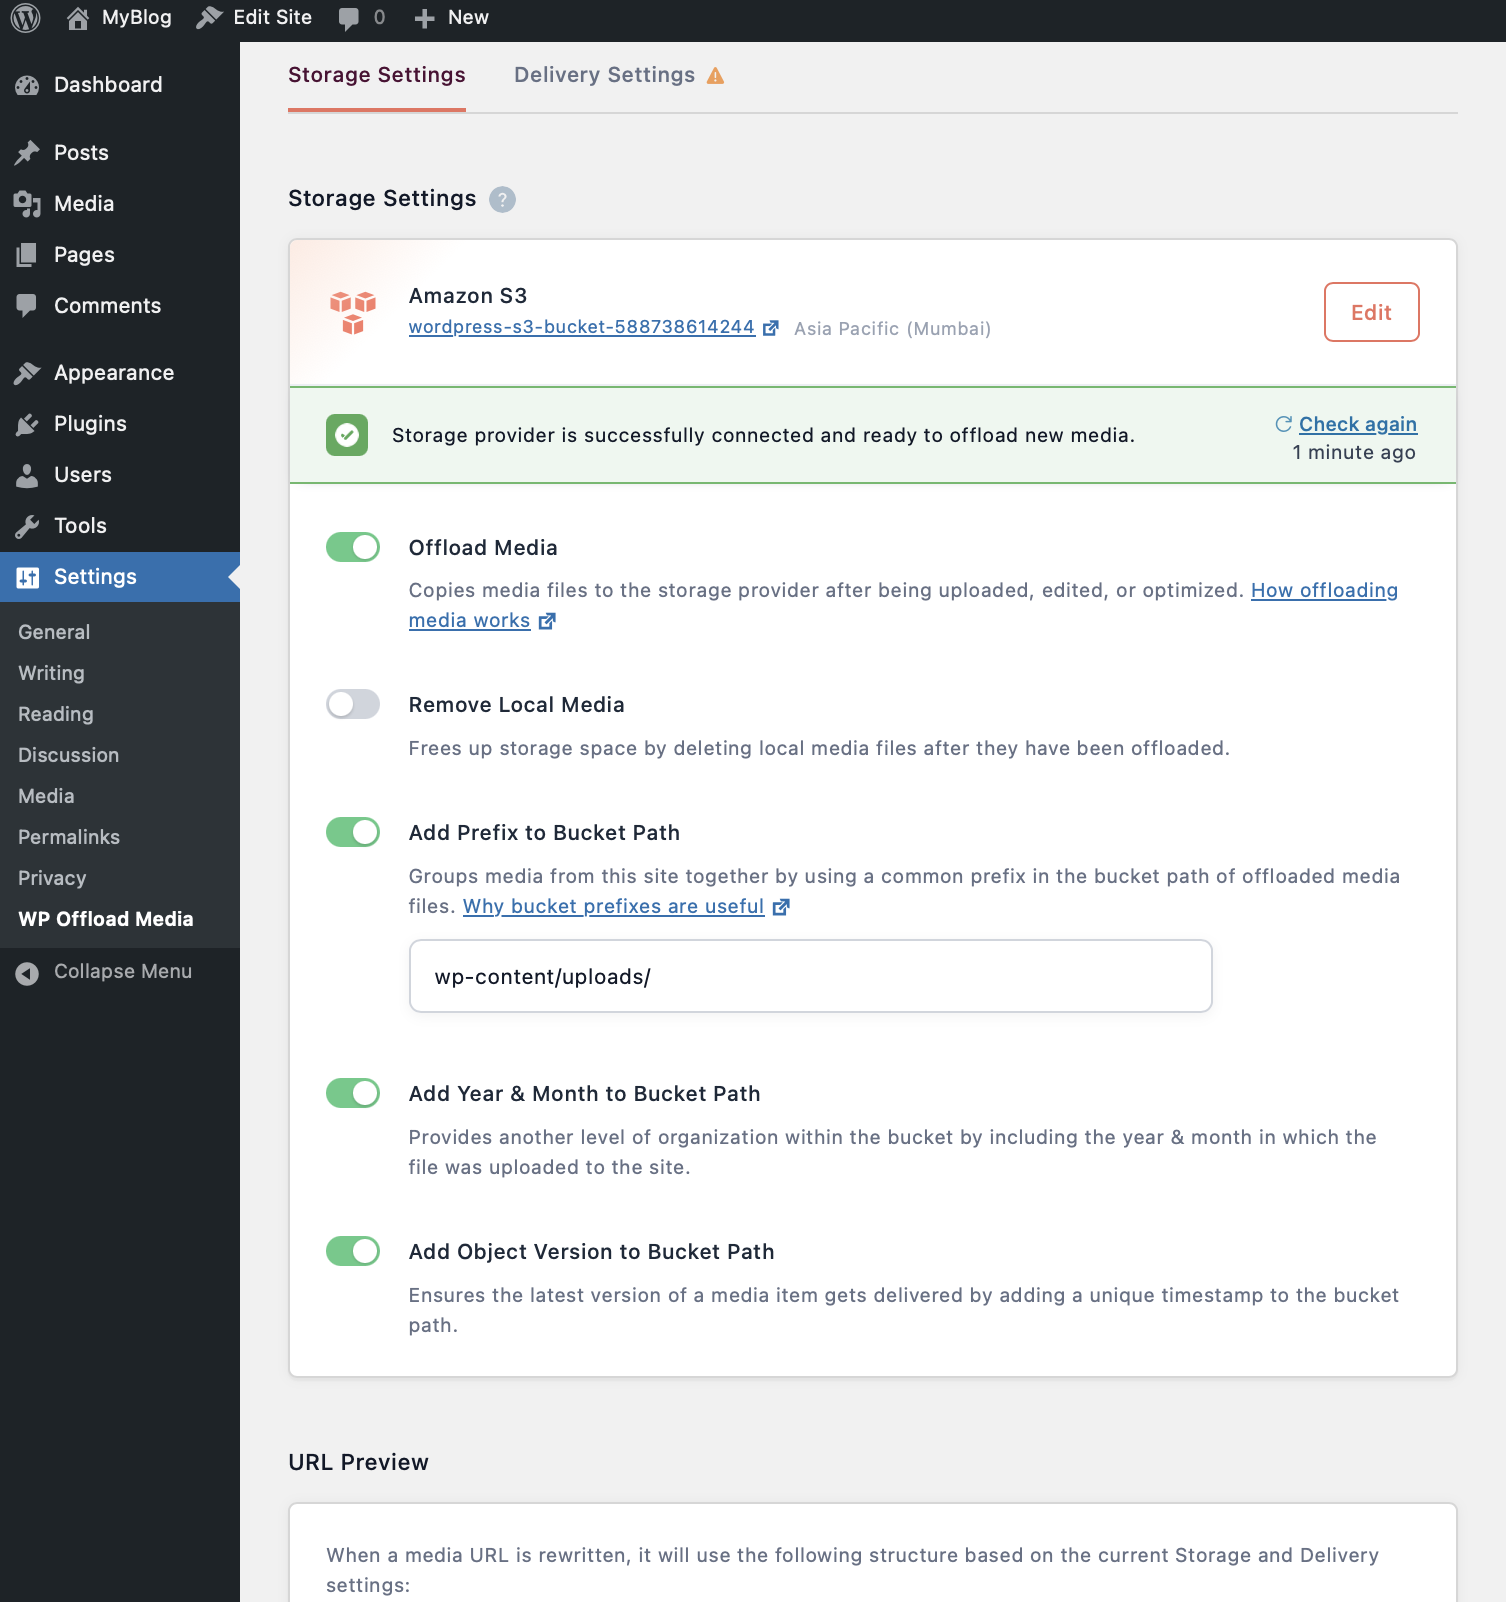 MyBlog
Edit Site
0
New
Dashboard
Posts
Media
Pages
Comments
Appearance
Plugins
Users
Tools
Settings
General
Writing
Reading
Discussion
Media
Permalinks
Privacy
WP Offload Media
Collapse Menu
Storage Settings
Delivery Settings
Storage Settings ?
Amazon S3
wordpress-s3-bucket-588738614244 Asia Pacific (Mumbai)
Edit
Storage provider is successfully connected and ready to offload new media.
Check again
1 minute ago
Offload Media
Copies media files to the storage provider after being uploaded, edited, or optimized. How offloading
media works
Remove Local Media
Frees up storage space by deleting local media files after they have been offloaded.
Add Prefix to Bucket Path
Groups media from this site together by using a common prefix in the bucket path of offloaded media
files. Why bucket prefixes are useful
wp-content/uploads/
Add Year & Month to Bucket Path
Provides another level of organization within the bucket by including the year & month in which the
file was uploaded to the site.
Add Object Version to Bucket Path
Ensures the latest version of a media item gets delivered by adding a unique timestamp to the bucket
path.
URL Preview
When a media URL is rewritten, it will use the following structure based on the current Storage and Delivery
settings: